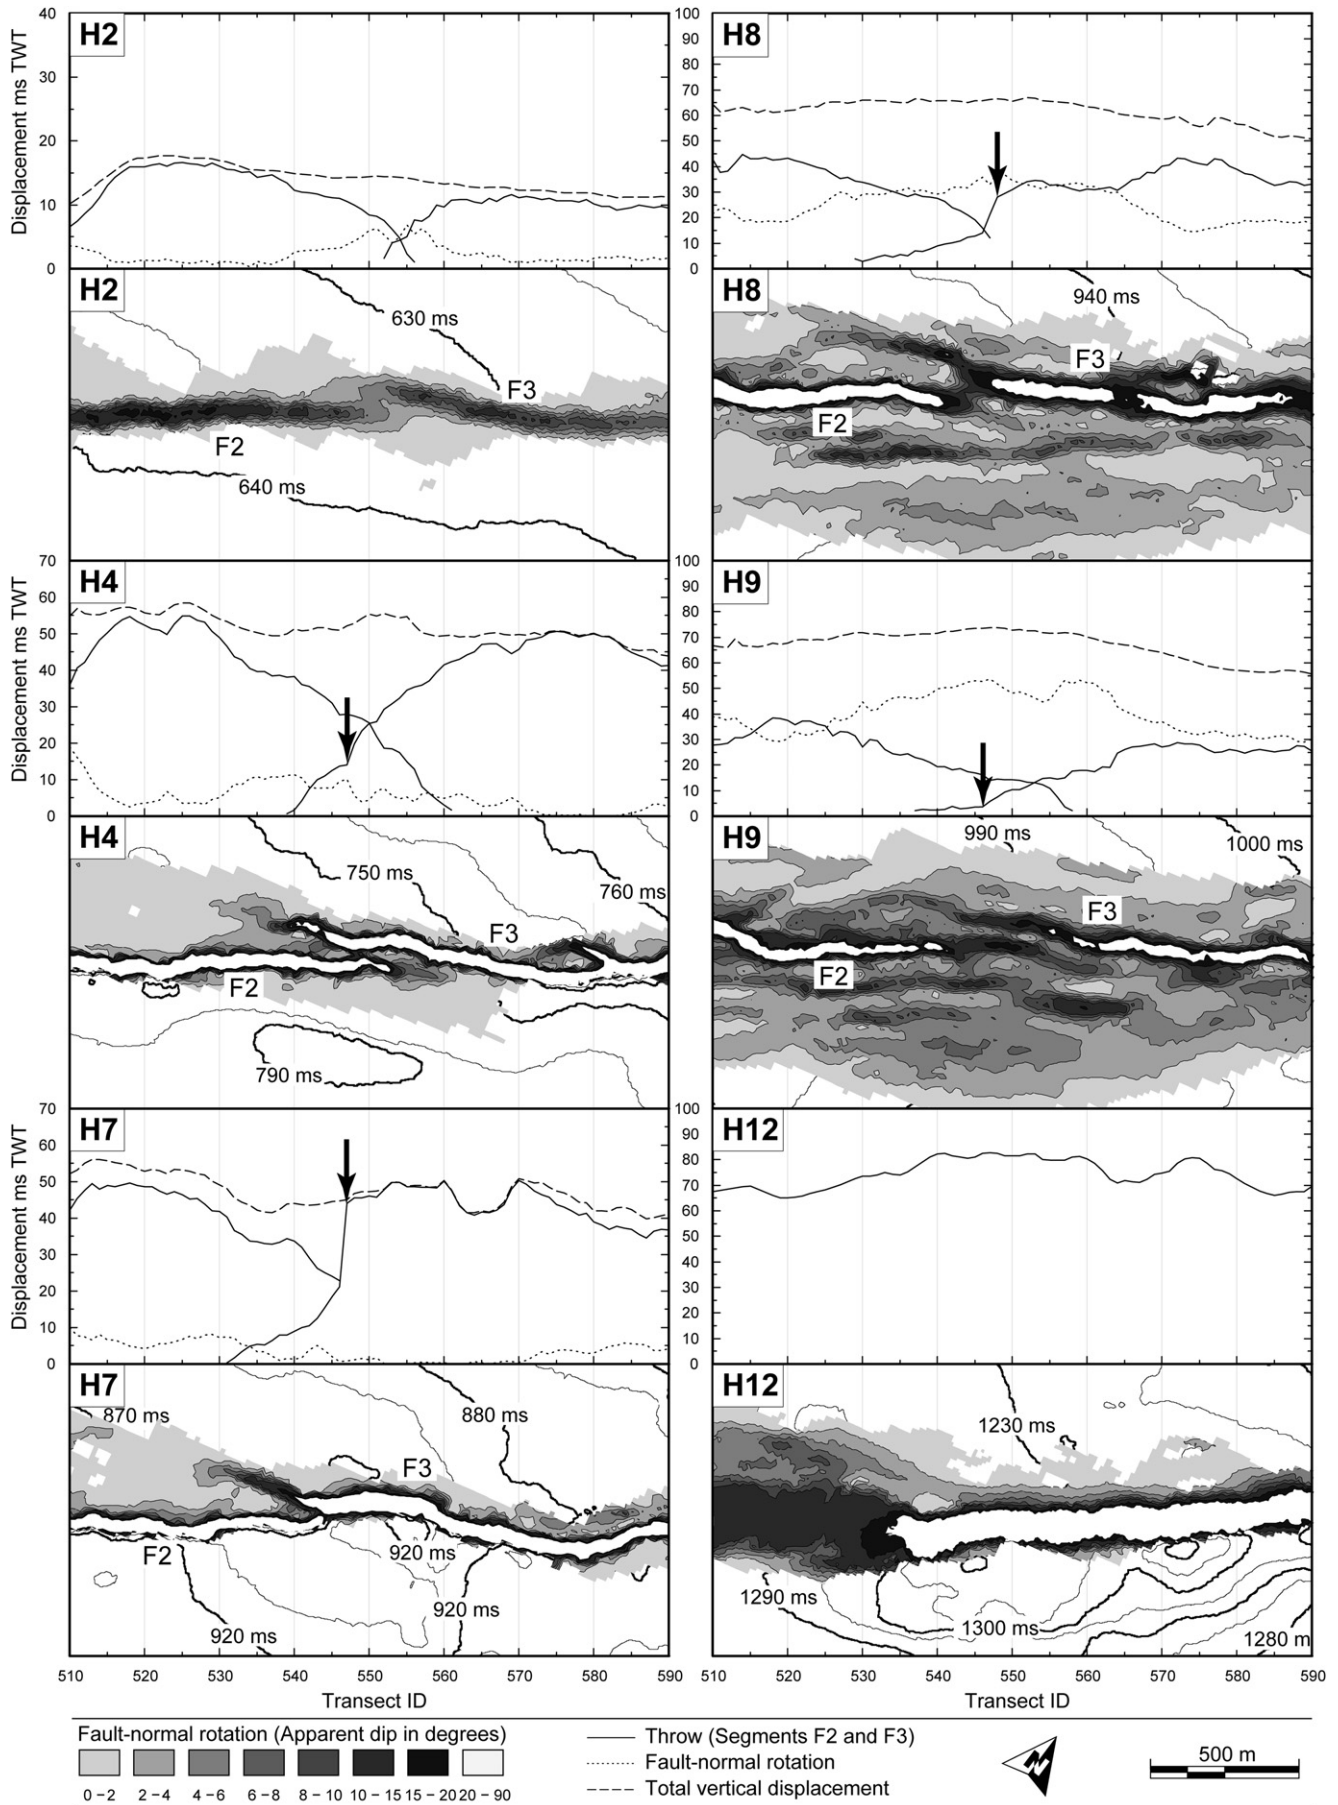 H2
H8
Displacement ms TWT
40
30
20
10
0
100
90
80
70
60
50
40
30
20
10
0
H2
630 ms
F3
F2
640 ms
H8
940 ms
F3
F2
H4
H9
Displacement ms TWT
70
60
50
40
30
20
10
0
100
90
80
70
60
50
40
30
20
10
0
H4
750 ms
760 ms
F3
F2
790 ms
H9
990 ms
1000 ms
F3
F2
H7
H12
Displacement ms TWT
70
60
50
40
30
20
10
0
100
90
80
70
60
50
40
30
20
10
0
H7
870 ms
880 ms
F3
F2
920 ms
920 ms
920 ms
H12
1230 ms
1290 ms
1300 ms
1280 m
510 520 530 540 550 560 570 580 590
510 520 530 540 550 560 570 580 590
Transect ID
Transect ID
Fault-normal rotation (Apparent dip in degrees)
0 – 2 2 – 4 4 – 6 6 – 8 8 – 10 10 – 15 15 – 20 20 – 90
Throw (Segments F2 and F3)
Fault-normal rotation
Total vertical displacement
N
500 m